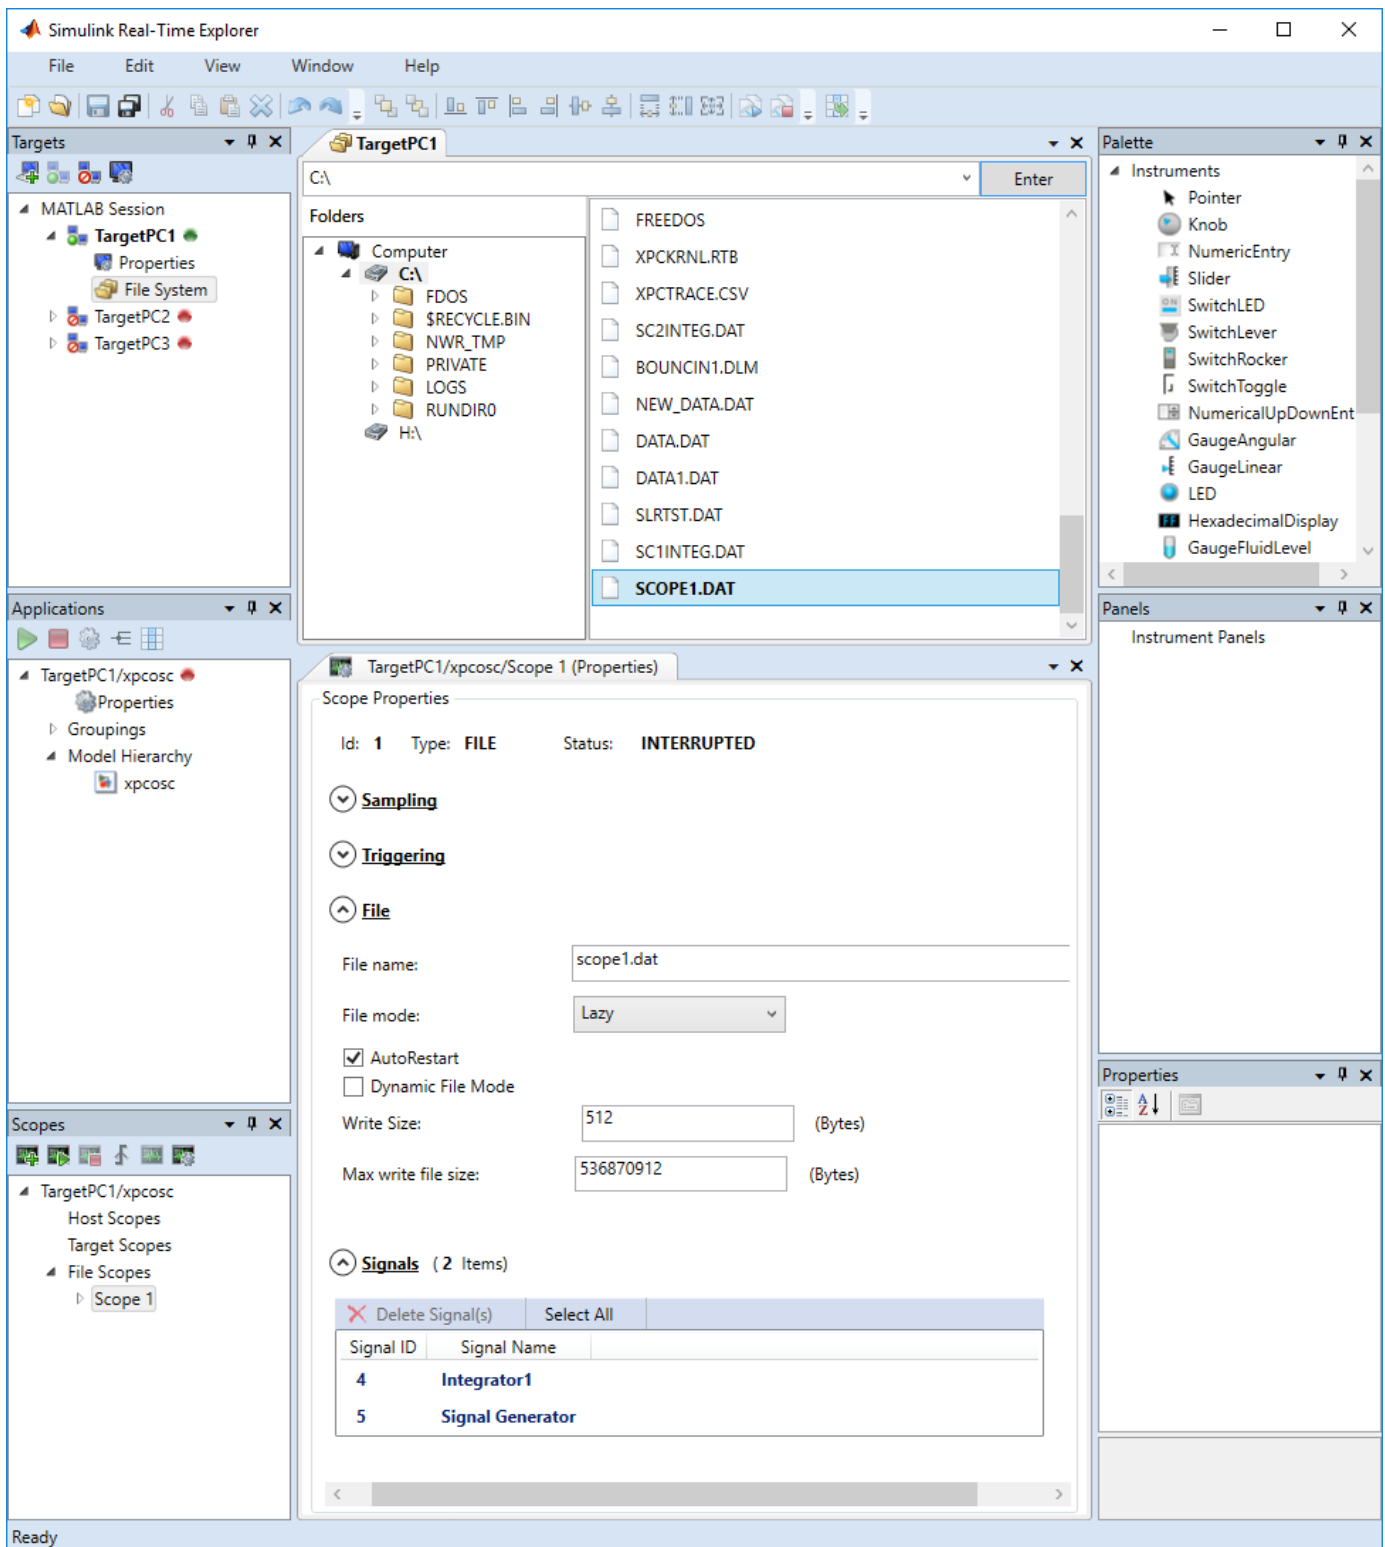 Simulink Real-Time Explorer
File Edit View Window Help
Targets
MATLAB Session
TargetPC1
Properties
File System
TargetPC2
TargetPC3
TargetPC1
C:\ Enter
Folders
Computer
C:\
FDOS
$RECYCLE.BIN
NWR_TMP
PRIVATE
LOGS
RUNDIR0
H:\
FREEDOS
XPCKRNL.RTB
XPCTRACE.CSV
SC2INTEG.DAT
BOUNCIN1.DLM
NEW_DATA.DAT
DATA.DAT
DATA1.DAT
SLRTST.DAT
SC1INTEG.DAT
SCOPE1.DAT
Palette
Instruments
Pointer
Knob
NumericEntry
Slider
SwitchLED
SwitchLever
SwitchRocker
SwitchToggle
NumericalUpDownEnt
GaugeAngular
GaugeLinear
LED
HexadecimalDisplay
GaugeFluidLevel
Applications
TargetPC1/xpcosc
Properties
Groupings
Model Hierarchy
xpcosc
TargetPC1/xpcosc/Scope 1 (Properties)
Scope Properties
Id: 1 Type: FILE Status: INTERRUPTED
Sampling
Triggering
File
File name: scope1.dat
File mode: Lazy
AutoRestart
Dynamic File Mode
Write Size: 512 (Bytes)
Max write file size: 536870912 (Bytes)
Signals ( 2 Items)
Delete Signal(s) Select All
Signal ID Signal Name
4 Integrator1
5 Signal Generator
Panels
Instrument Panels
Properties
Scopes
TargetPC1/xpcosc
Host Scopes
Target Scopes
File Scopes
Scope 1
Ready